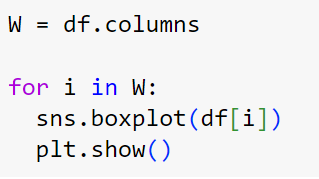 W = df.columns
for i in W:
  sns.boxplot(df[i])
  plt.show()